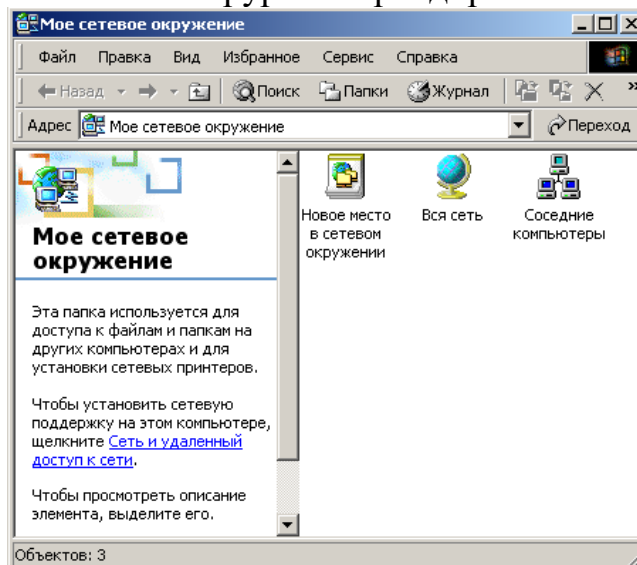 Мое сетевое окружение
Файл Правка Вид Избранное Сервис Справка
Назад Поиск Папки Журнал »
Адрес Мое сетевое окружение Переход
Мое сетевое
окружение
Эта папка используется для
доступа к файлам и папкам на
других компьютерах и для
установки сетевых принтеров.
Чтобы установить сетевую
поддержку на этом компьютере,
щелкните Сеть и удаленный
доступ к сети.
Чтобы просмотреть описание
элемента, выделите его.
Новое место
в сетевом
окружении
Вся сеть
Соседние
компьютеры
Объектов: 3